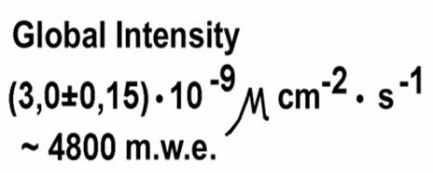 Global Intensity
(3,0±0,15)·10⁻⁹ μ cm⁻²· s⁻¹
~ 4800 m.w.e.